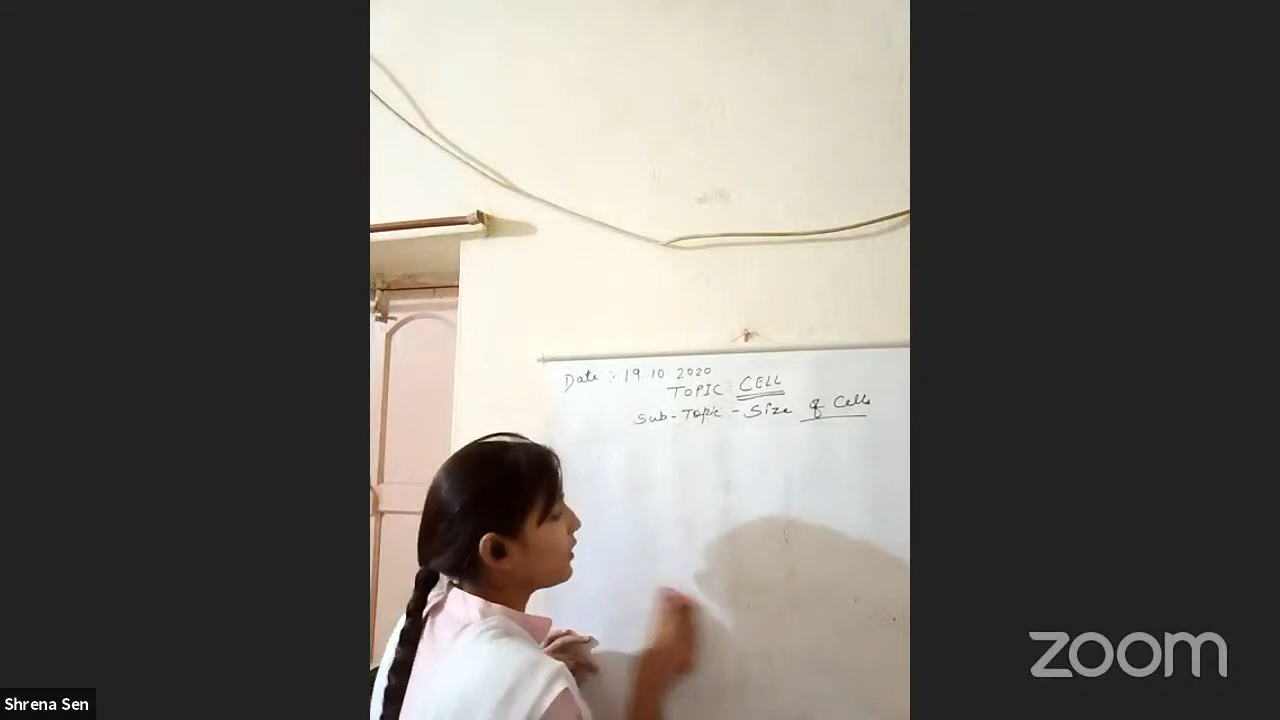 Date : 19.10 2020
TOPIC : CELL
Sub-Topic - Size of Cells
zoom
Shrena Sen